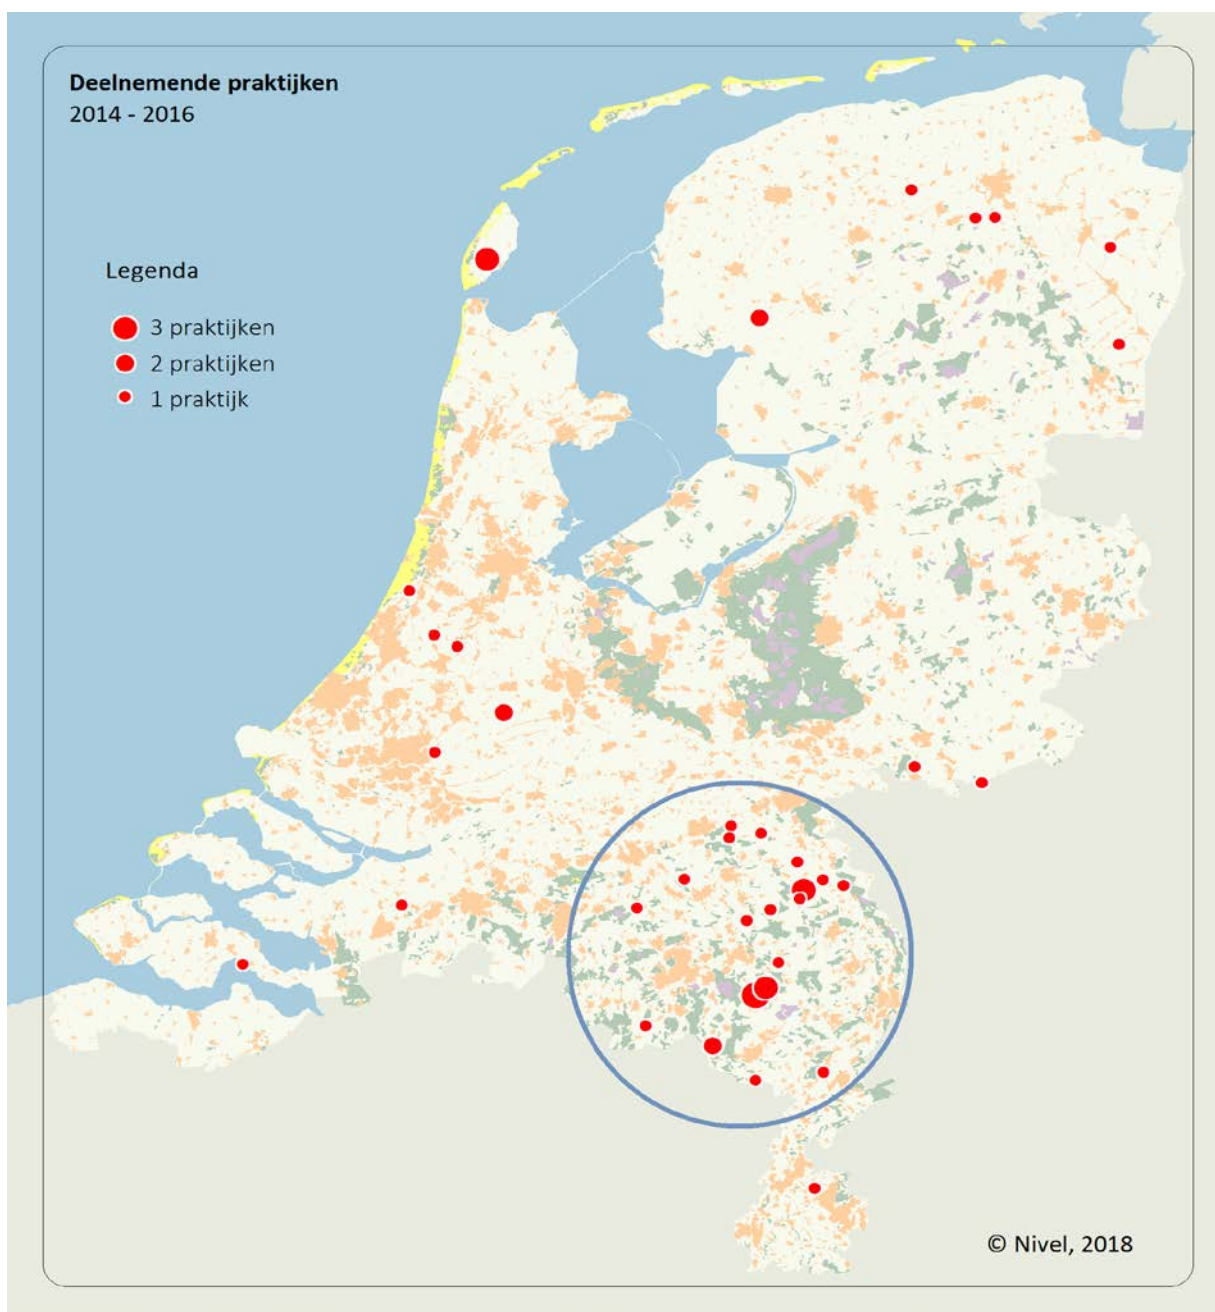 Deelnemende praktijken
2014 - 2016
Legenda
3 praktijken
2 praktijken
1 praktijk
© Nivel, 2018